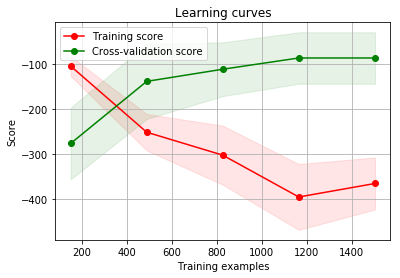 Learning curves
Training score
Cross-validation score
Score
−100
−200
−300
−400
200 400 600 800 1000 1200 1400
Training examples